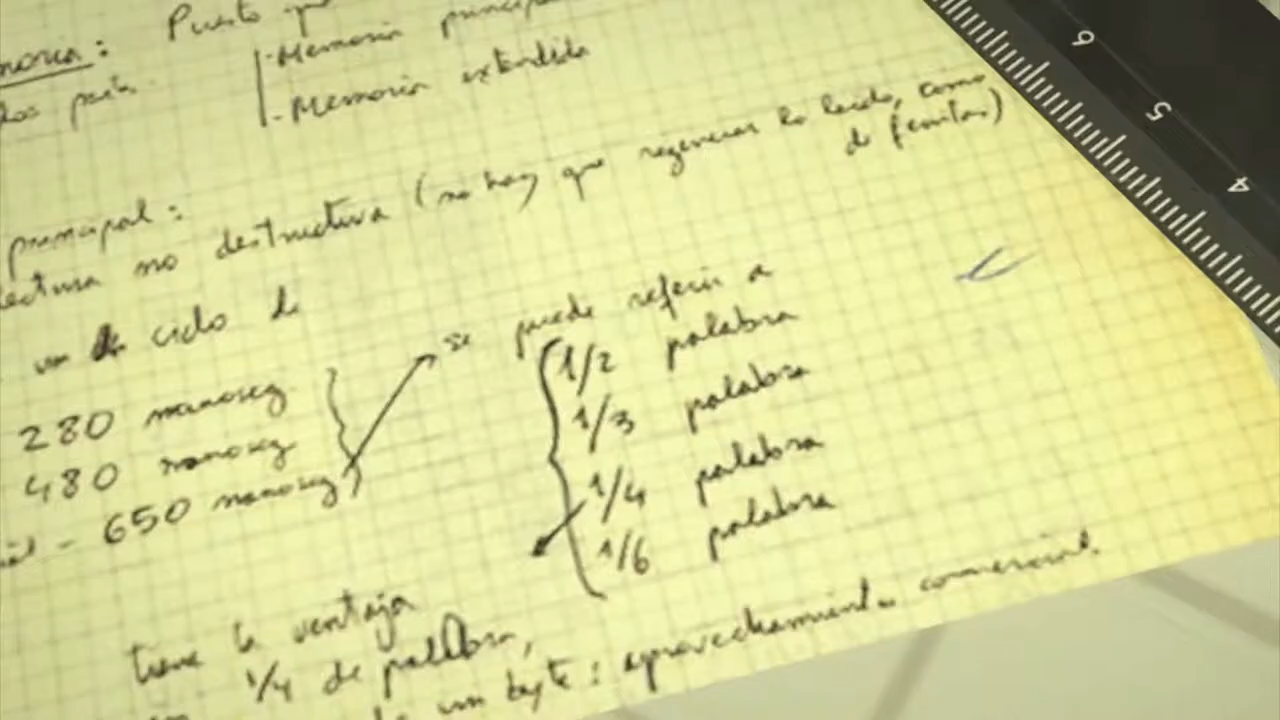 Puesto
- Memoria principal
- Memoria extendida
principal:
lectura no destructiva (no hay que regenerar lo leido, como
de ferritas)
un ciclo de
280 nanoseg
480 nanoseg
- 650 nanoseg
se puede referir a
1/2 palabra
1/3 palabra
1/4 palabra
1/6 palabra
tiene la ventaja
1/4 de palabra,
un byte: aprovechamiento comercial.
6
5
4